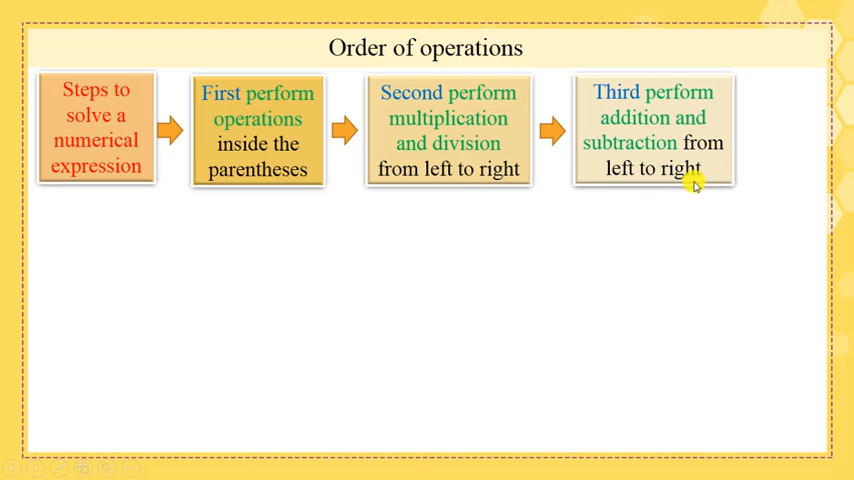 Order of operations
Steps to
solve a
numerical
expression
First perform
operations
inside the
parentheses
Second perform
multiplication
and division
from left to right
Third perform
addition and
subtraction from
left to right